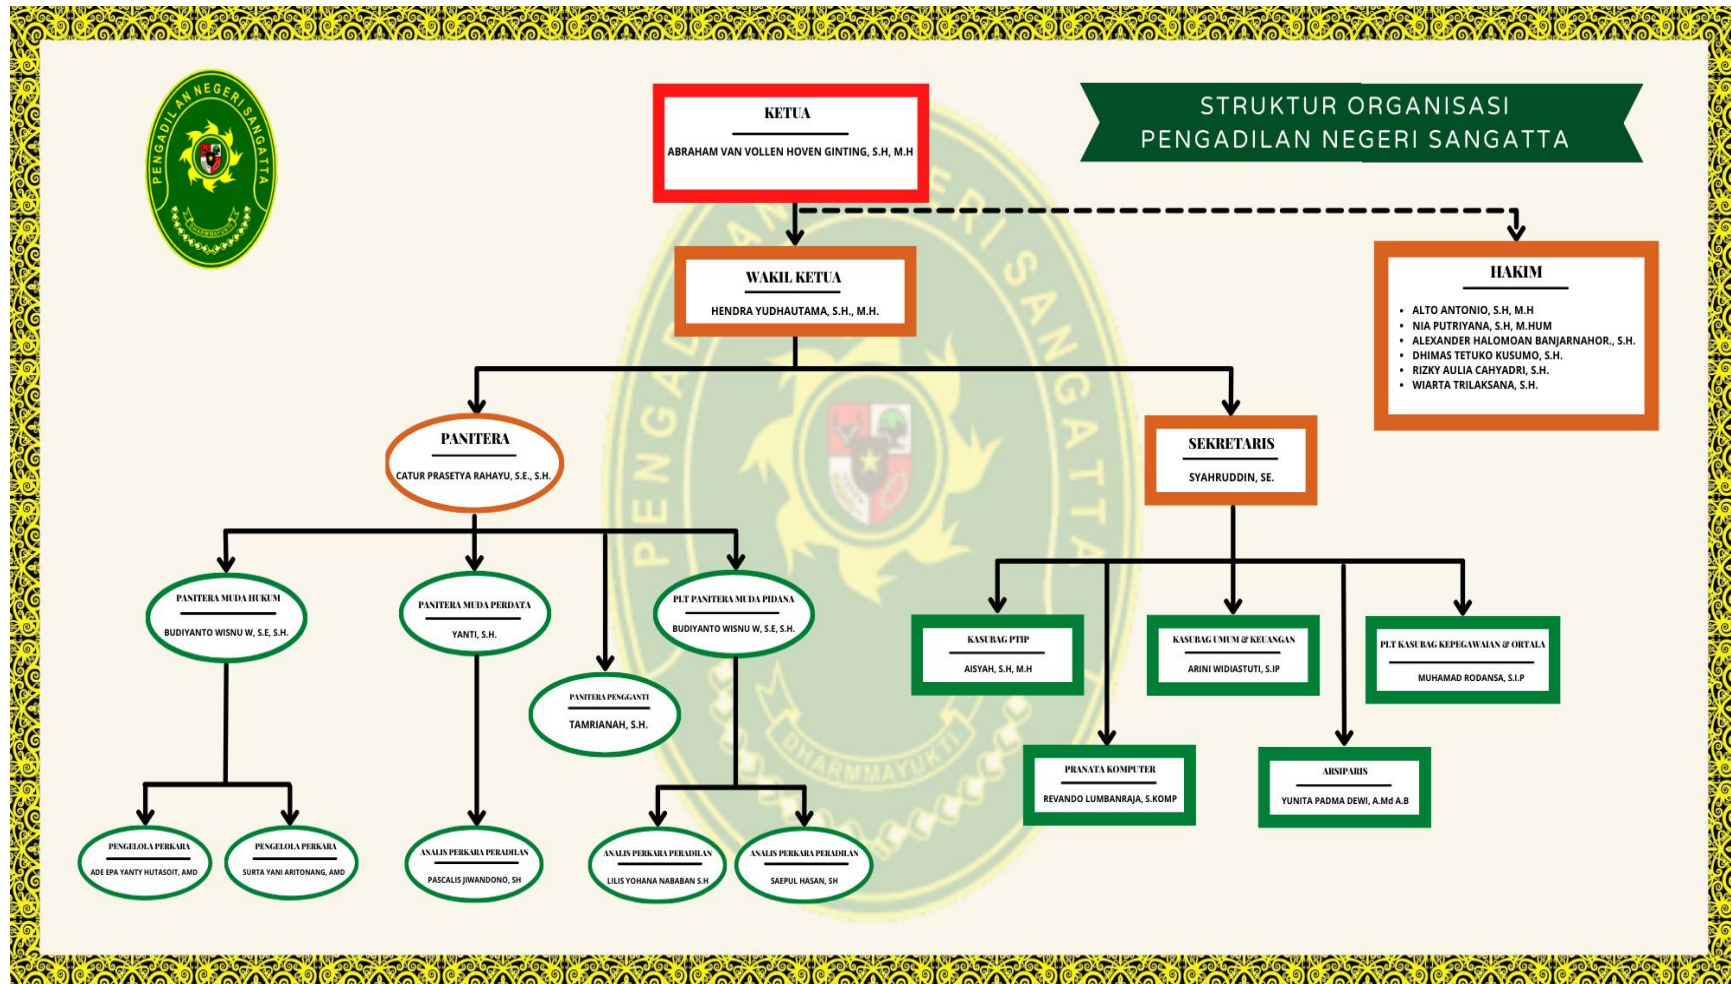 PENGADILAN NEGERI SANGATTA
DHARMMAYUKTI
STRUKTUR ORGANISASI
PENGADILAN NEGERI SANGATTA
KETUA
ABRAHAM VAN VOLLEN HOVEN GINTING, S.H, M.H
WAKIL KETUA
HENDRA YUDHAUTAMA, S.H., M.H.
HAKIM
• ALTO ANTONIO, S.H, M.H
• NIA PUTRIYANA, S.H, M.HUM
• ALEXANDER HALOMOAN BANJARNAHOR., S.H.
• DHIMAS TETUKO KUSUMO, S.H.
• RIZKY AULIA CAHYADRI, S.H.
• WIARTA TRILAKSANA, S.H.
PANITERA
CATUR PRASETYA RAHAYU, S.E., S.H.
SEKRETARIS
SYAHRUDDIN, SE.
PANITERA MUDA HUKUM
BUDIYANTO WISNU W, S.E, S.H.
PANITERA MUDA PERDATA
YANTI, S.H.
PLT PANITERA MUDA PIDANA
BUDIYANTO WISNU W, S.E, S.H.
PANITERA PENGGANTI
TAMRIANAH, S.H.
KASUBAG PTIP
AISYAH, S.H, M.H
KASUBAG UMUM & KEUANGAN
ARINI WIDIASTUTI, S.IP
PLT KASUBAG KEPEGAWAIAN & ORTALA
MUHAMAD RODANSA, S.I.P
PRANATA KOMPUTER
REVANDO LUMBANRAJA, S.KOMP
ARSIPARIS
YUNITA PADMA DEWI, A.Md A.B
PENGELOLA PERKARA
ADE EPA YANTY HUTASOIT, AMD
PENGELOLA PERKARA
SURTA YANI ARITONANG, AMD
ANALIS PERKARA PERADILAN
PASCALIS JIWANDONO, SH
ANALIS PERKARA PERADILAN
LILIS YOHANA NABABAN S.H
ANALIS PERKARA PERADILAN
SAEPUL HASAN, SH
PENGADILAN NEGERI SANGATTA
DHARMMAYUKTI